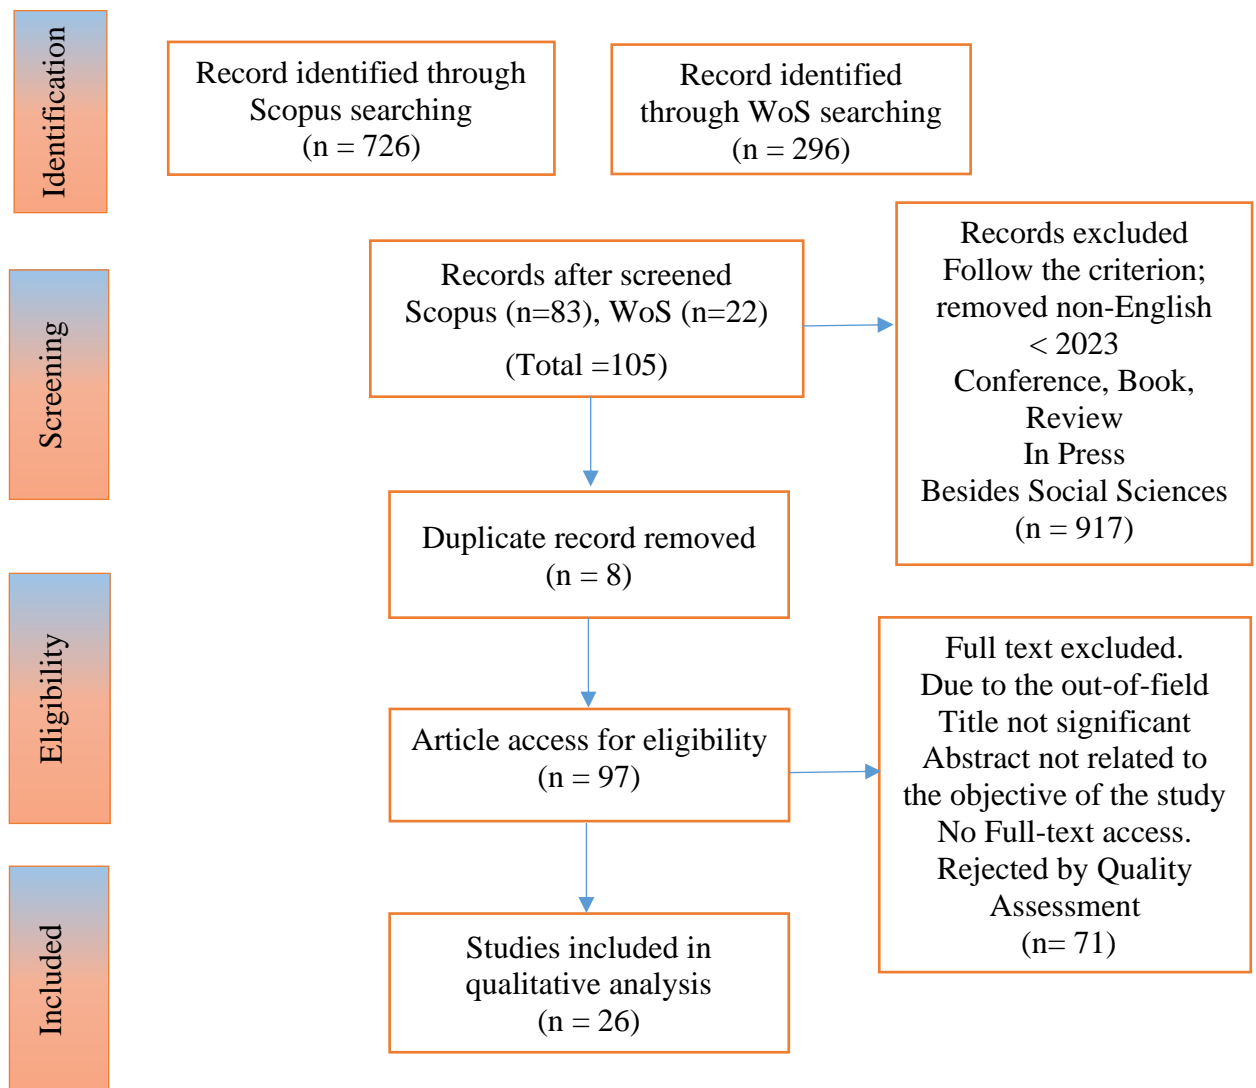 Identification
Record identified through
Scopus searching
(n = 726)
Record identified
through WoS searching
(n = 296)
Screening
Records after screened
Scopus (n=83), WoS (n=22)
(Total =105)
Records excluded
Follow the criterion;
removed non-English
< 2023
Conference, Book,
Review
In Press
Besides Social Sciences
(n = 917)
Duplicate record removed
(n = 8)
Eligibility
Article access for eligibility
(n = 97)
Full text excluded.
Due to the out-of-field
Title not significant
Abstract not related to
the objective of the study
No Full-text access.
Rejected by Quality
Assessment
(n= 71)
Included
Studies included in
qualitative analysis
(n = 26)